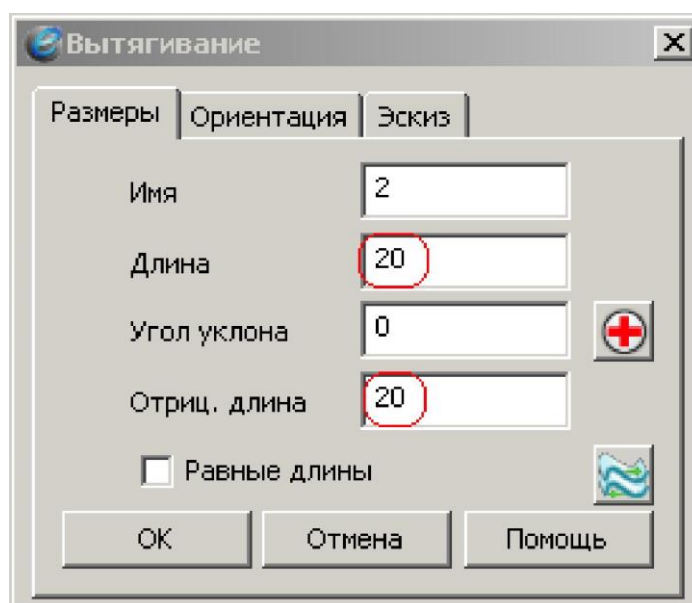 Вытягивание
Размеры Ориентация Эскиз
Имя 2
Длина 20
Угол уклона 0
Отриц. длина 20
Равные длины
OK Отмена Помощь